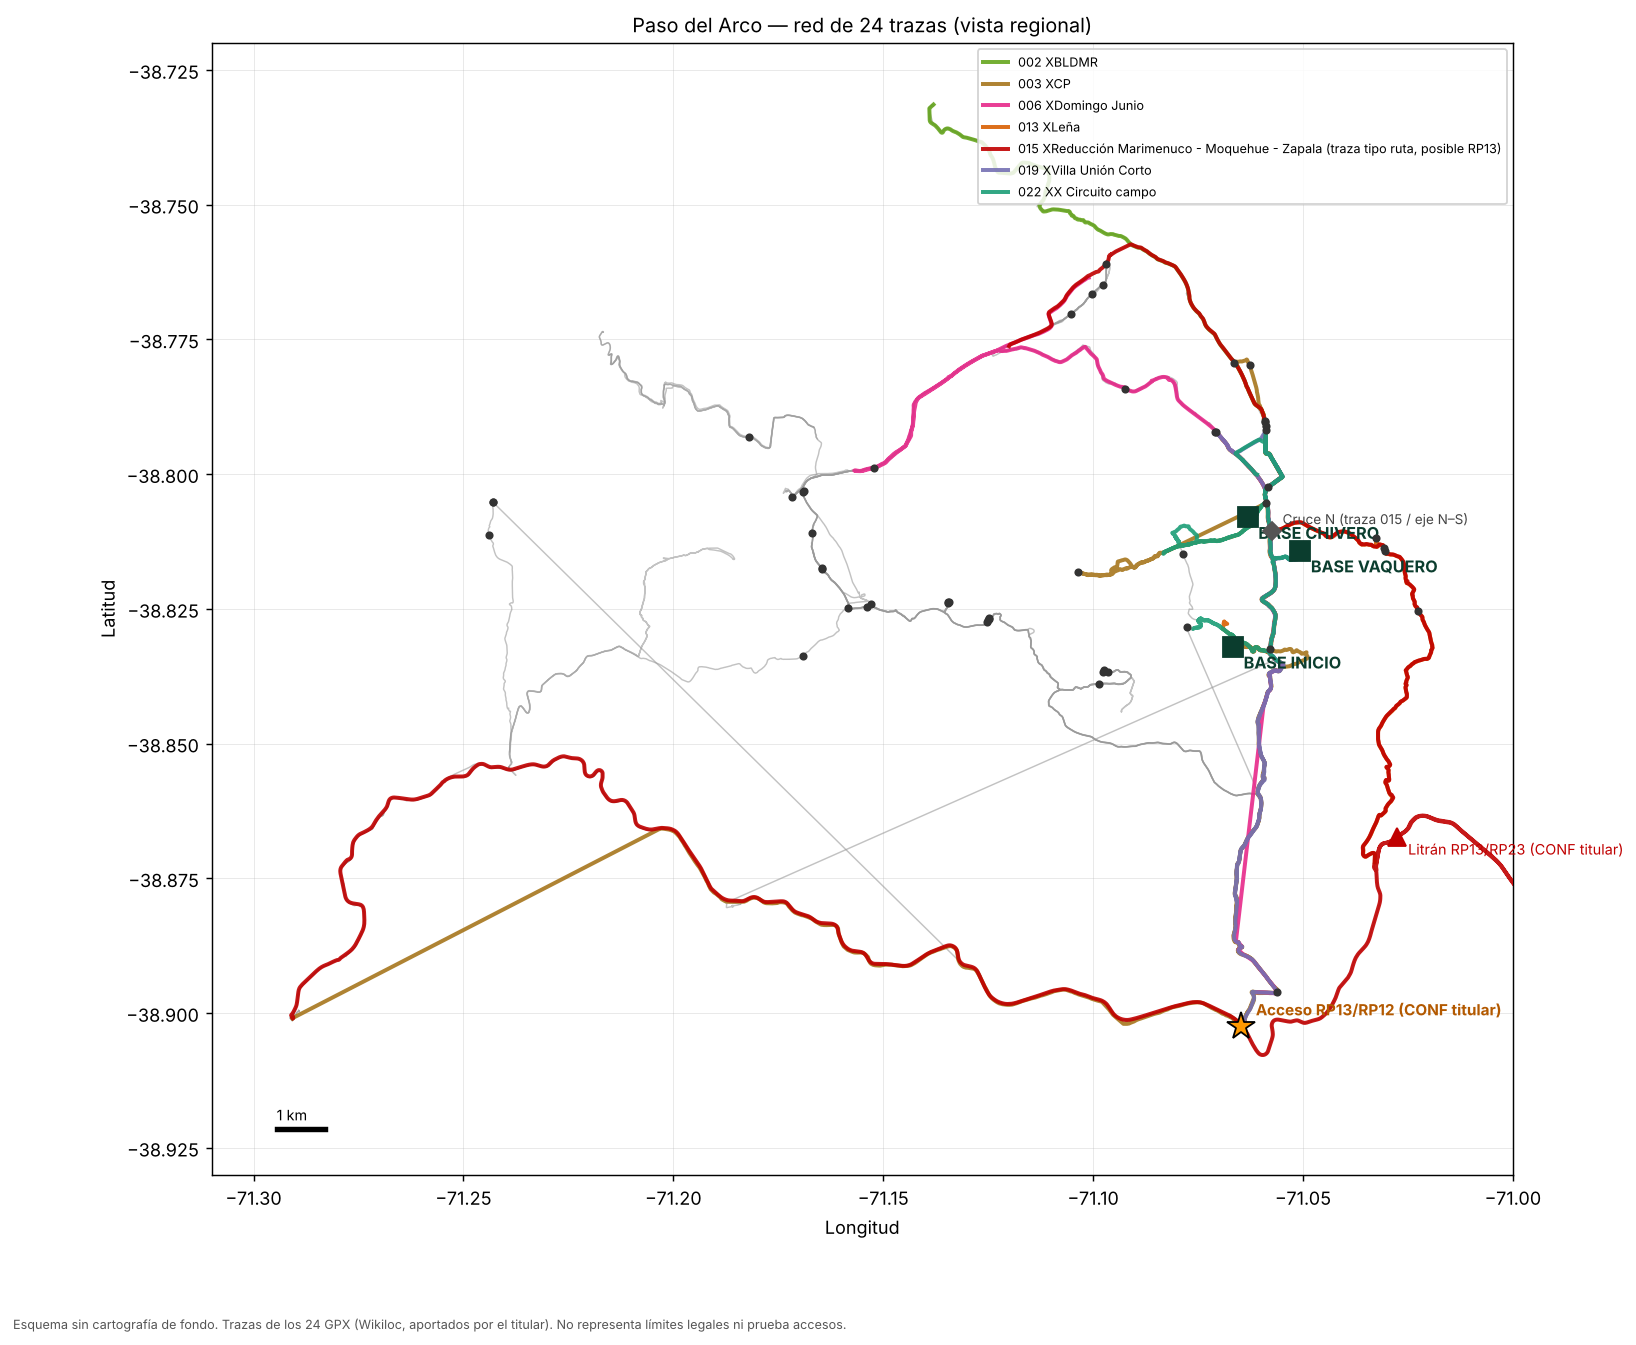 Paso del Arco — red de 24 trazas (vista regional)
002 XBLDMR
003 XCP
006 XDomingo Junio
013 XLeña
015 XReducción Marimenuco - Moquehue - Zapala (traza tipo ruta, posible RP13)
019 XVilla Unión Corto
022 XX Circuito campo
−38.725
−38.750
−38.775
−38.800
−38.825
−38.850
−38.875
−38.900
−38.925
Latitud
Cruce N (traza 015 / eje N–S)
BASE CHIVERO
BASE VAQUERO
BASE INICIO
Litrán RP13/RP23 (CONF titular)
Acceso RP13/RP12 (CONF titular)
1 km
−71.30
−71.25
−71.20
−71.15
−71.10
−71.05
−71.00
Longitud
Esquema sin cartografía de fondo. Trazas de los 24 GPX (Wikiloc, aportados por el titular). No representa límites legales ni prueba accesos.